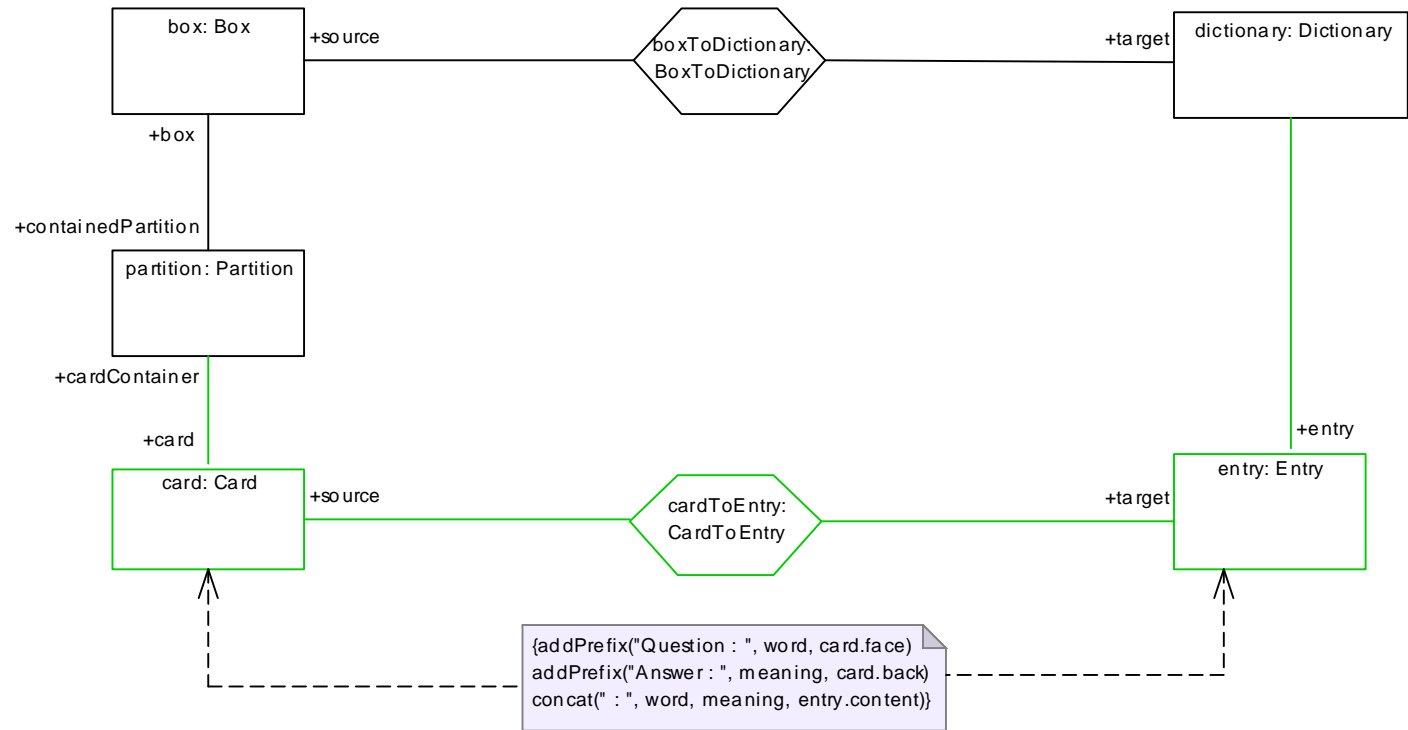 box: Box
+source
boxToDictionary:
BoxToDictionary
+target
dictionary: Dictionary
+box
+containedPartition
partition: Partition
+cardContainer
+card
+entry
card: Card
+source
cardToEntry:
CardToEntry
+target
entry: Entry
{addPrefix("Question : ", word, card.face)
addPrefix("Answer : ", meaning, card.back)
concat(" : ", word, meaning, entry.content)}